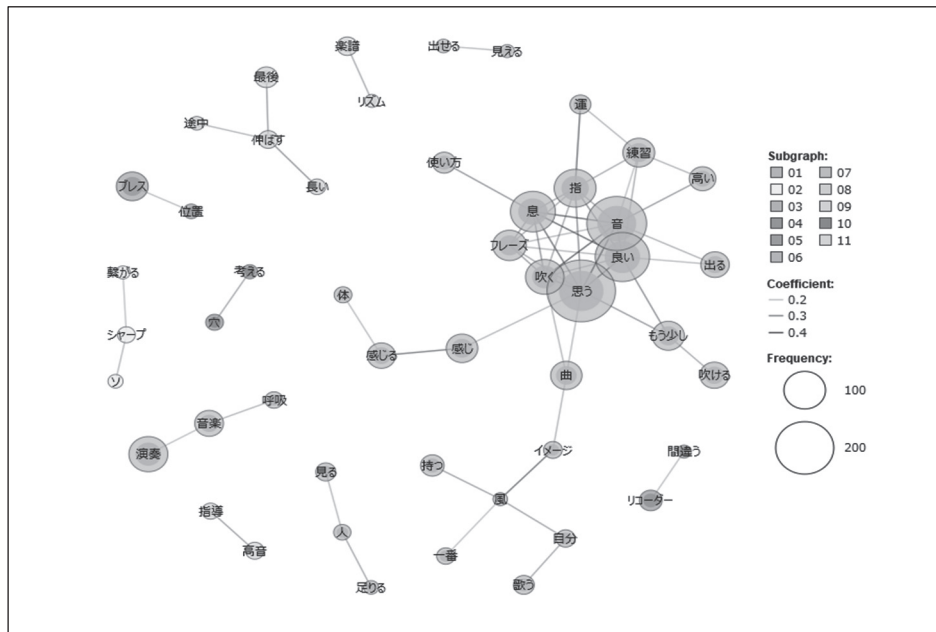 楽譜
出せる
見える
最後
リズム
運
途中
伸ばす
練習
使い方
高い
長い
指
ブレス
息
音
位置
フレーズ
良い
出る
繋がる
考える
吹く
思う
体
穴
シャープ
もう少し
感じる
感じ
ソ
曲
吹ける
呼吸
音楽
演奏
イメージ
間違う
持つ
見る
風
リコーダー
指導
人
自分
高音
一番
足りる
歌う
Subgraph:
01 07
02 08
03 09
04 10
05 11
06
Coefficient:
0.2
0.3
0.4
Frequency:
100
200